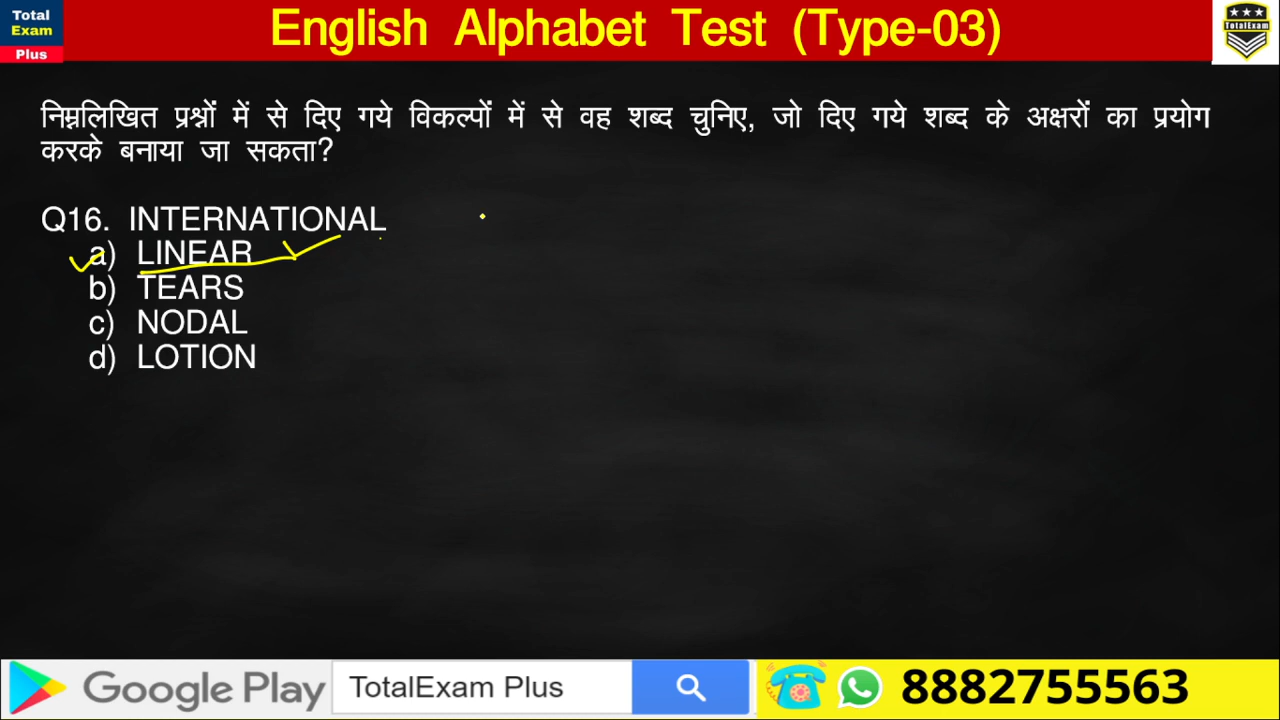 Total
Exam
Plus
English Alphabet Test (Type-03)
TotalExam
निम्नलिखित प्रश्नों में से दिए गये विकल्पों में से वह शब्द चुनिए, जो दिए गये शब्द के अक्षरों का प्रयोग
करके बनाया जा सकता?
Q16. INTERNATIONAL
a) LINEAR
b) TEARS
c) NODAL
d) LOTION
Google Play
TotalExam Plus
8882755563